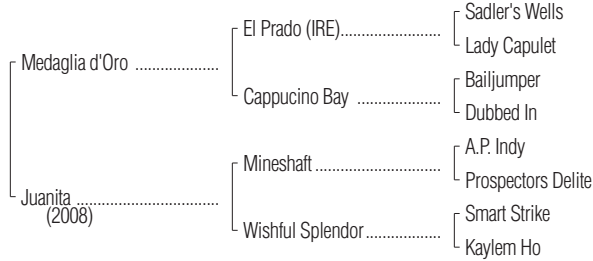 Medaglia d'Oro ....................
Juanita ....................
(2008)
El Prado (IRE)....................
Cappucino Bay ....................
Mineshaft ....................
Wishful Splendor....................
Sadler's Wells
Lady Capulet
Bailjumper
Dubbed In
A.P. Indy
Prospectors Delite
Smart Strike
Kaylem Ho